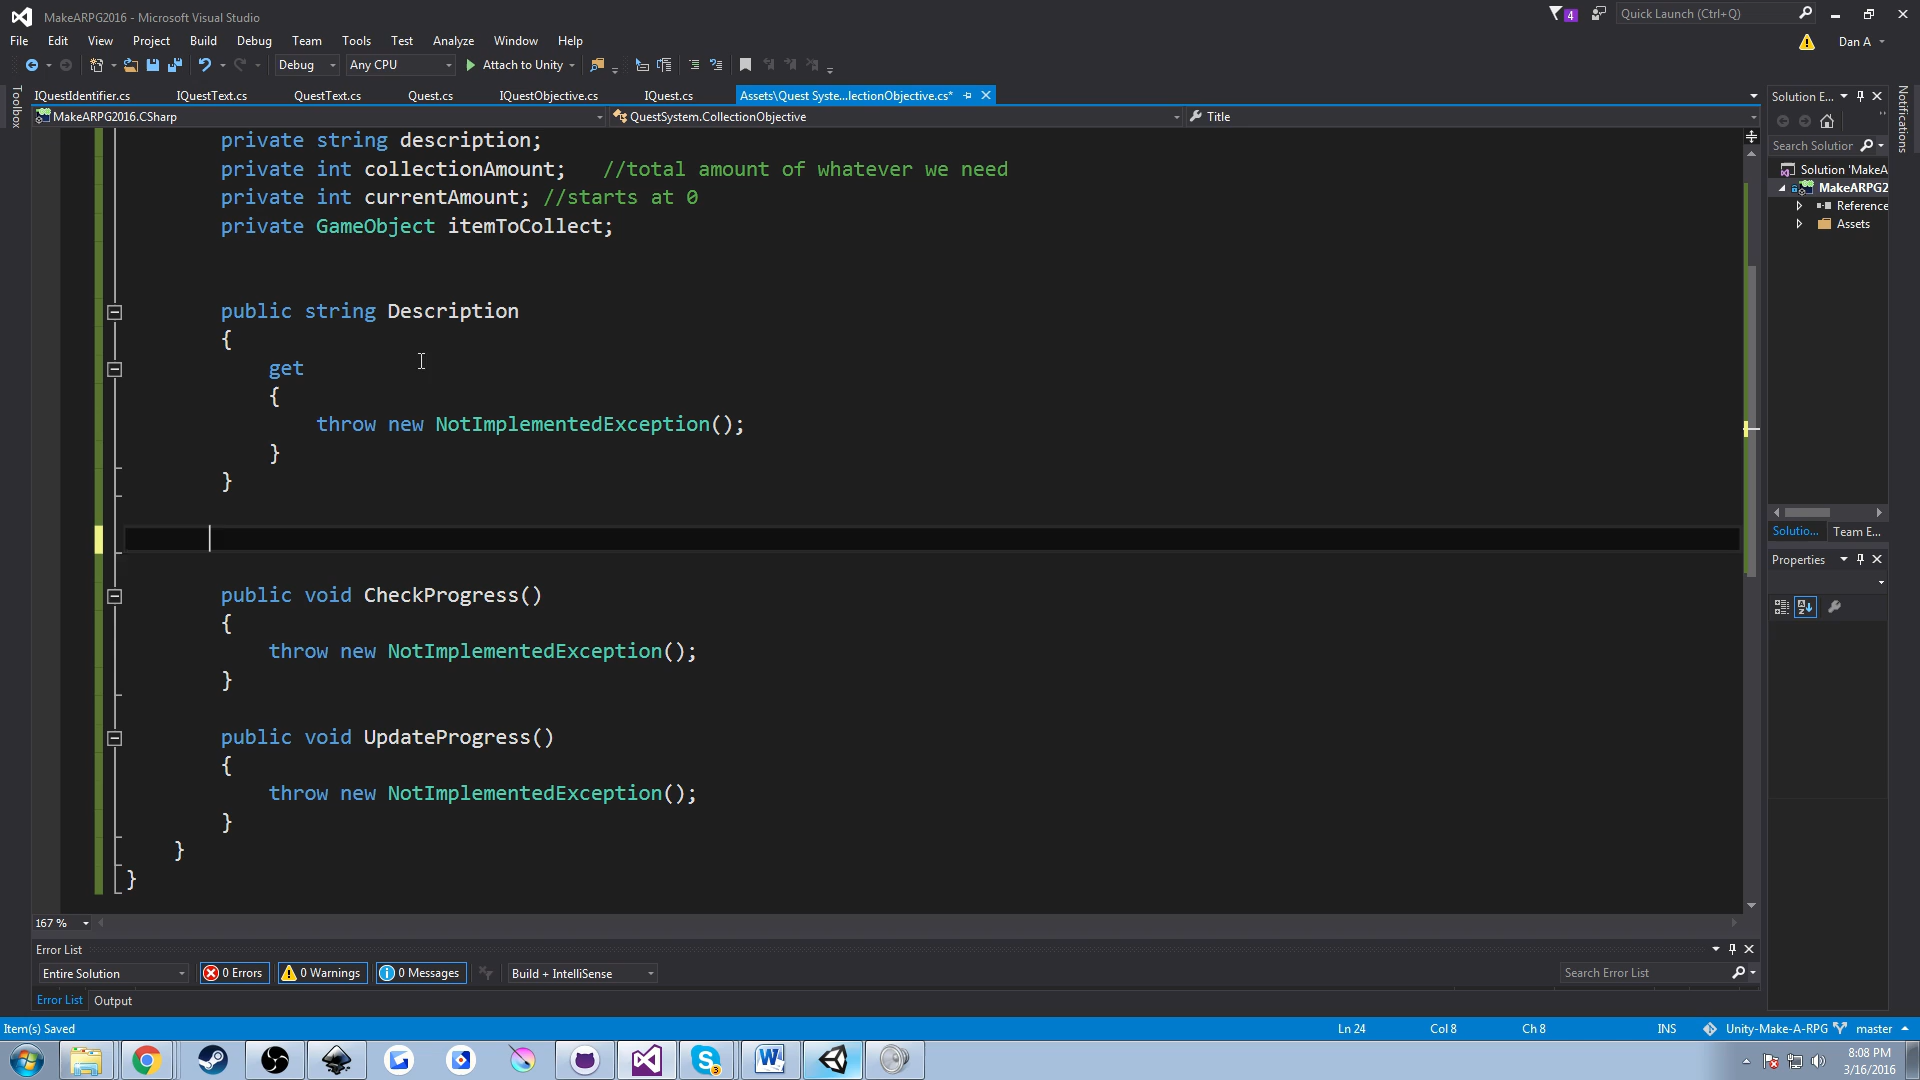 MakeARPG2016 - Microsoft Visual Studio
4
Quick Launch (Ctrl+Q)
File Edit View Project Build Debug Team Tools Test Analyze Window Help
Dan A
Debug Any CPU Attach to Unity
Toolbox
IQuestIdentifier.cs IQuestText.cs QuestText.cs Quest.cs IQuestObjective.cs IQuest.cs Assets\Quest Syste...lectionObjective.cs*
MakeARPG2016.CSharp QuestSystem.CollectionObjective Title
private string description;
private int collectionAmount; //total amount of whatever we need
private int currentAmount; //starts at 0
private GameObject itemToCollect;
public string Description
{
get
{
throw new NotImplementedException();
}
}
public void CheckProgress()
{
throw new NotImplementedException();
}
public void UpdateProgress()
{
throw new NotImplementedException();
}
}
}
167 %
Solution E...
Search Solution
Solution 'MakeA
MakeARPG2
Reference
Assets
Solutio... Team E...
Properties
Notifications
Error List
Entire Solution 0 Errors 0 Warnings 0 Messages Build + IntelliSense Search Error List
Error List Output
Item(s) Saved Ln 24 Col 8 Ch 8 INS Unity-Make-A-RPG master
3
8:08 PM
3/16/2016